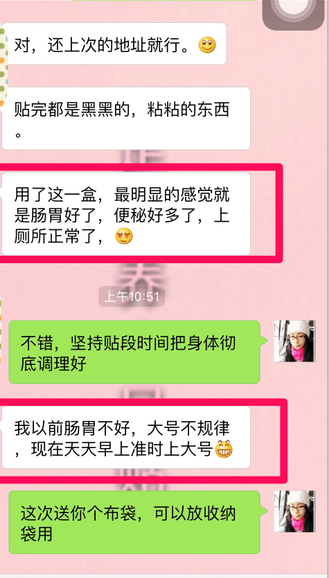 对，还上次的地址就行。
贴完都是黑黑的，粘粘的东西
。
用了这一盒，最明显的感觉就
是肠胃好了，便秘好多了，上
厕所正常了，
上午10:51
不错，坚持贴段时间把身体彻
底调理好
我以前肠胃不好，大号不规律
，现在天天早上准时上大号
这次送你个布袋，可以放收纳
袋用